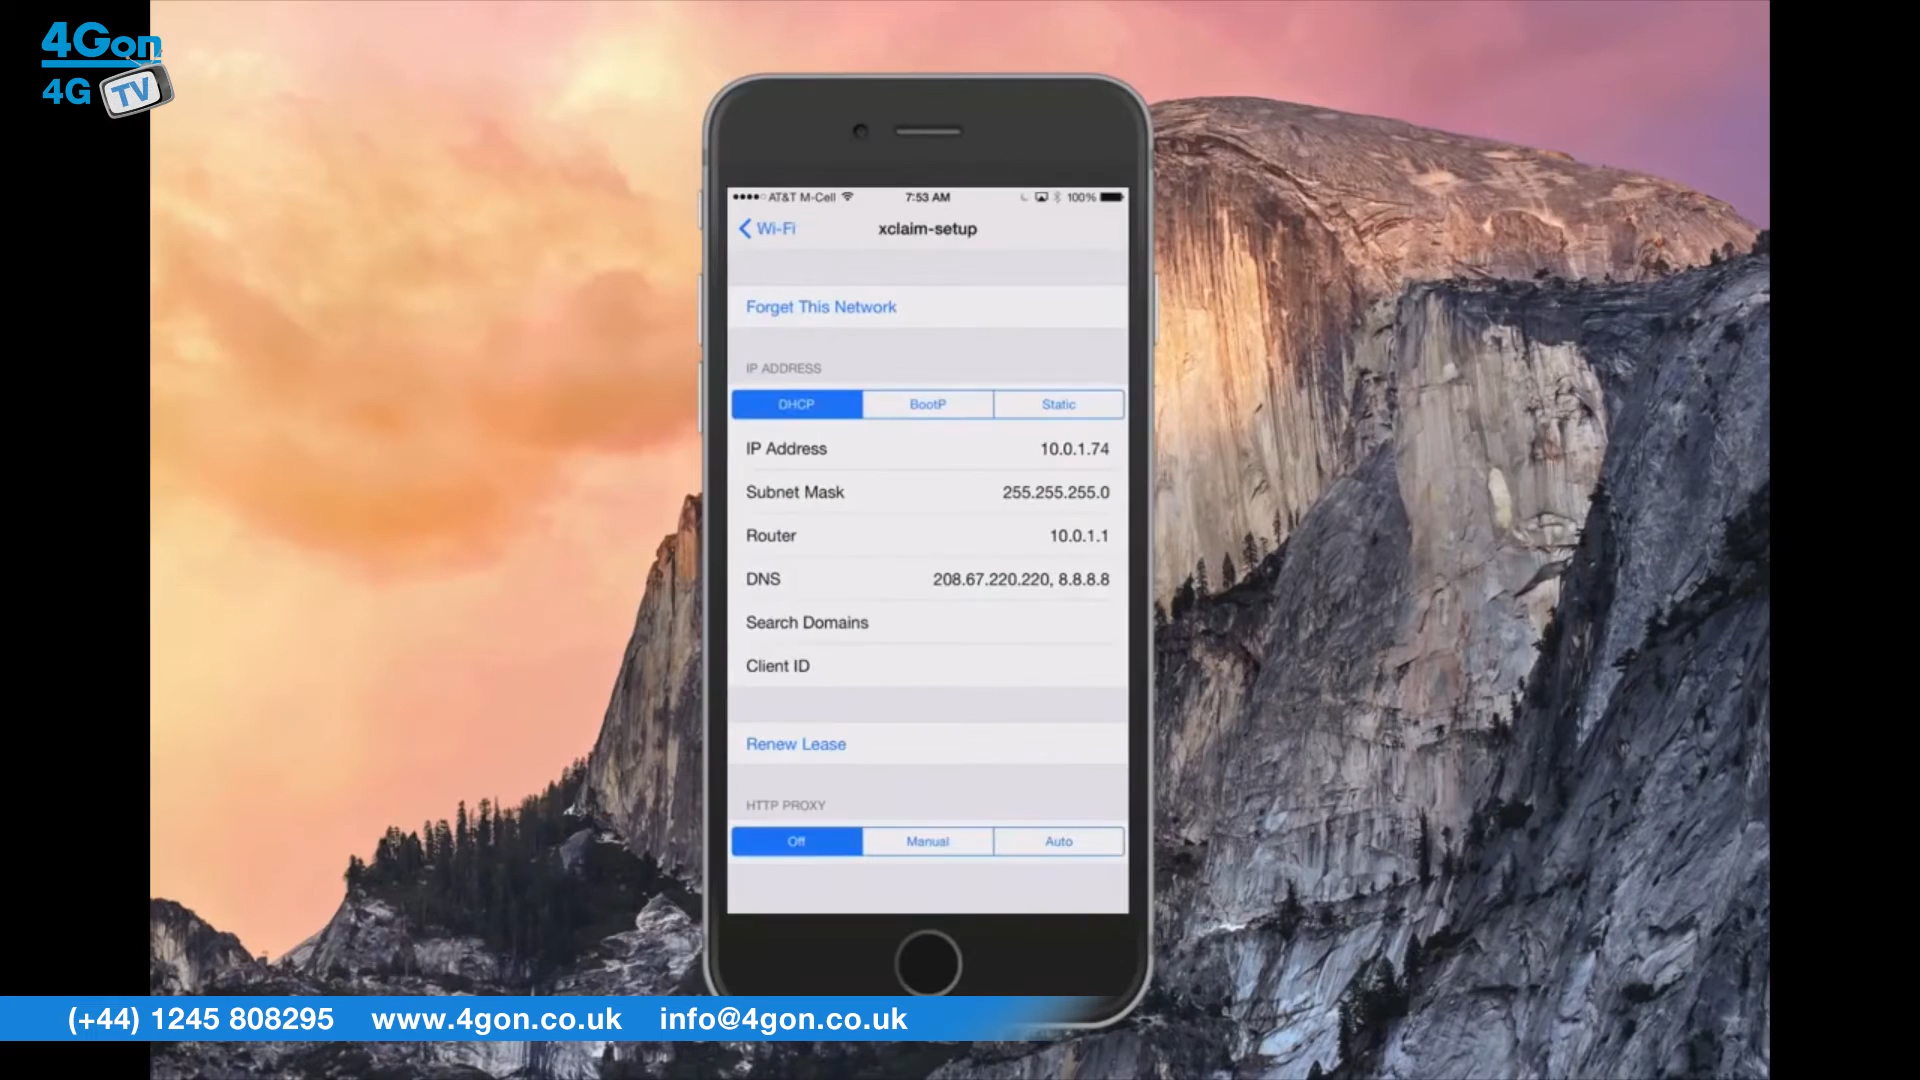 4Gon
4G TV
AT&T M-Cell 7:53 AM 100%
Wi-Fi xclaim-setup
Forget This Network
IP ADDRESS
DHCP BootP Static
IP Address 10.0.1.74
Subnet Mask 255.255.255.0
Router 10.0.1.1
DNS 208.67.220.220, 8.8.8.8
Search Domains
Client ID
Renew Lease
HTTP PROXY
Off Manual Auto
(+44) 1245 808295 www.4gon.co.uk info@4gon.co.uk